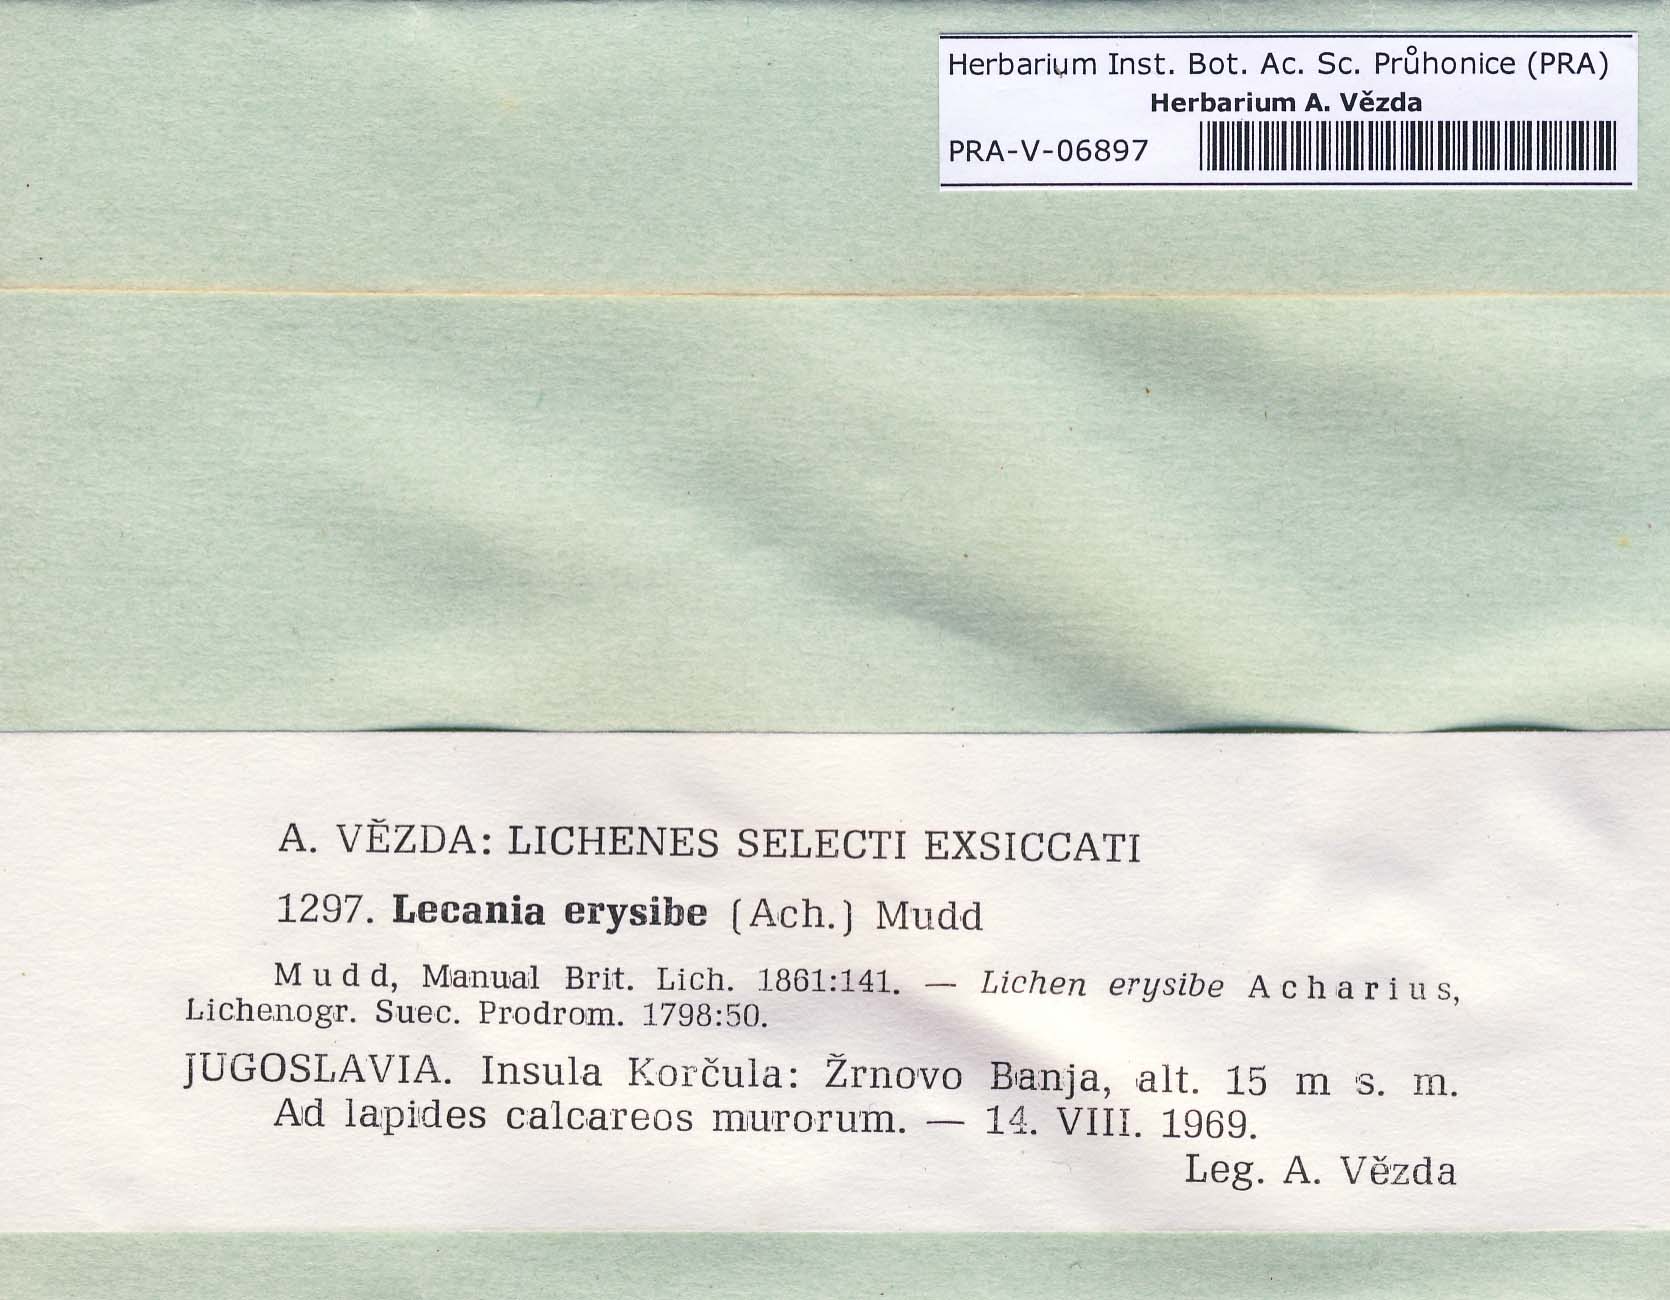 Herbarium Inst. Bot. Ac. Sc. Průhonice (PRA)
Herbarium A. Vězda
PRA-V-06897
A. VĚZDA: LICHENES SELECTI EXSICCATI
1297. Lecania erysibe (Ach.) Mudd
Mudd, Manual Brit. Lich. 1861:141. — Lichen erysibe Acharius,
Lichenogr. Suec. Prodrom. 1798:50.
JUGOSLAVIA. Insula Korčula: Žrnovo Banja, alt. 15 m s. m.
Ad lapides calcareos murorum. — 14. VIII. 1969.
Leg. A. Vězda